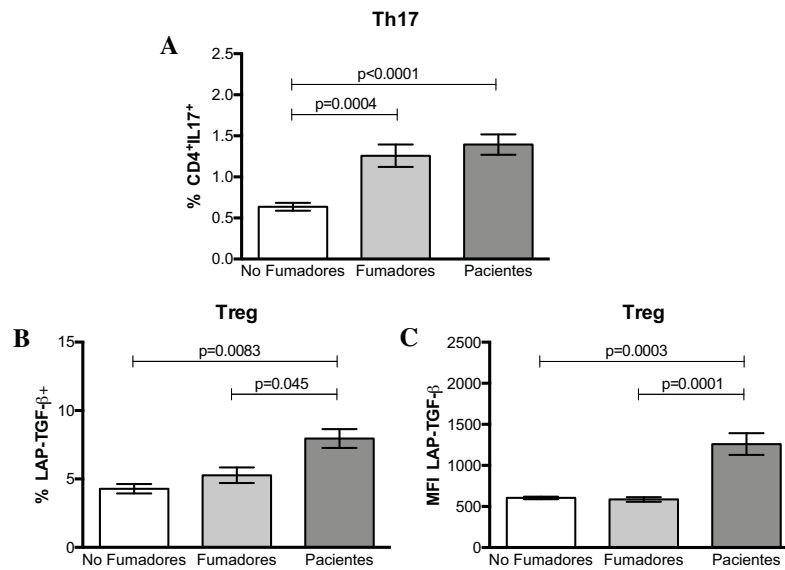 Th17
A
% CD4+IL17+
2.5
2.0
1.5
1.0
0.5
0.0
p<0.0001
p=0.0004
No Fumadores Fumadores Pacientes
Treg
B
% LAP-TGF-β+
15
10
5
0
p=0.0083
p=0.045
No Fumadores Fumadores Pacientes
Treg
C
MFI LAP-TGF-β
2500
2000
1500
1000
500
0
p=0.0003
p=0.0001
No Fumadores Fumadores Pacientes